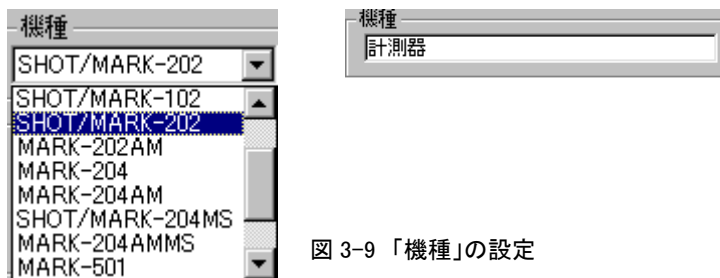 機種
SHOT/MARK-202
SHOT/MARK-102
SHOT/MARK-202
MARK-202AM
MARK-204
MARK-204AM
SHOT/MARK-204MS
MARK-204AMMS
MARK-501
機種
計測器
図 3-9 「機種」の設定